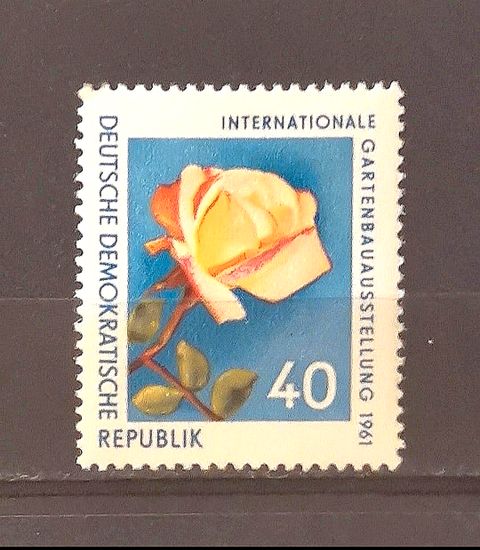 INTERNATIONALE
GARTENBAUAUSSTELLUNG 1961
DEUTSCHE DEMOKRATISCHE
REPUBLIK
40